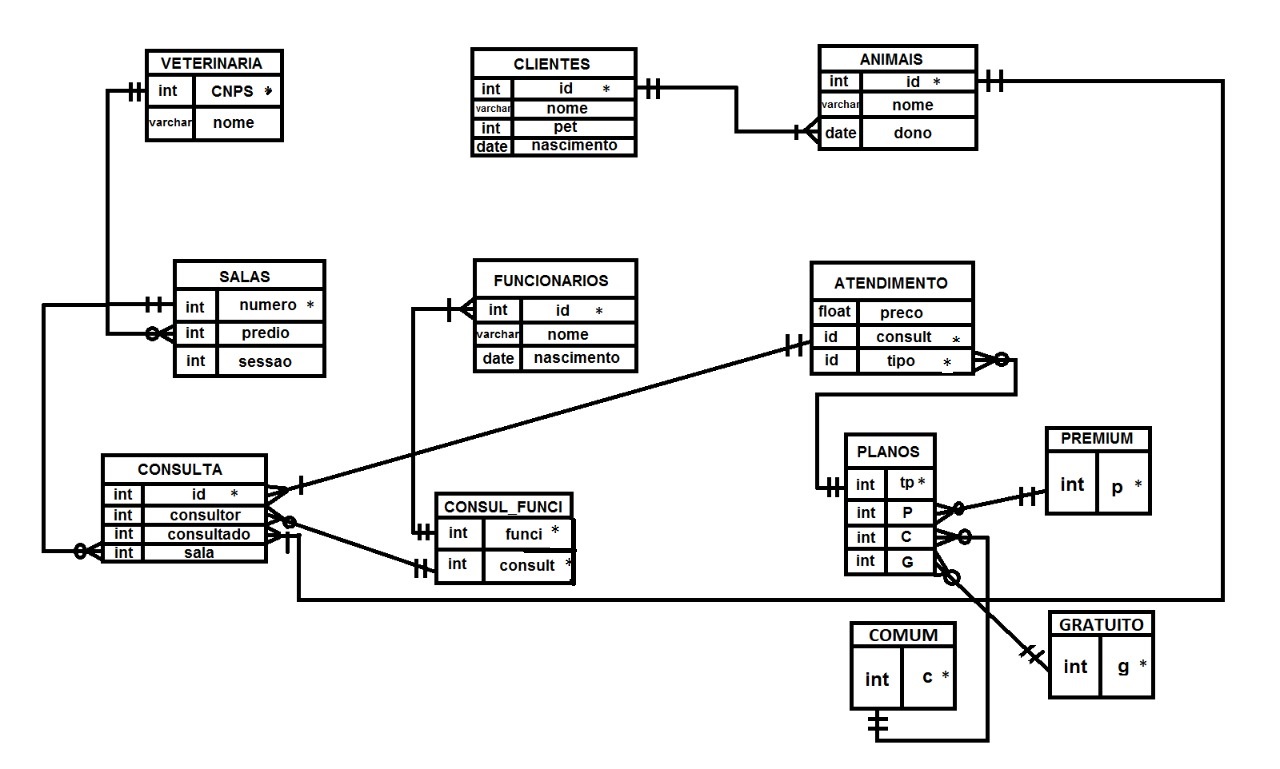 VETERINARIA
int CNPS *
varchar nome
CLIENTES
int id *
varchar nome
int pet
date nascimento
ANIMAIS
int id *
varchar nome
date dono
SALAS
int numero *
int predio
int sessao
FUNCIONARIOS
int id *
varchar nome
date nascimento
ATENDIMENTO
float preco
id consult *
id tipo *
CONSULTA
int id *
int consultor
int consultado
int sala
CONSUL_FUNCI
int funci *
int consult *
PLANOS
int tp *
int P
int C
int G
PREMIUM
int p *
COMUM
int c *
GRATUITO
int g *